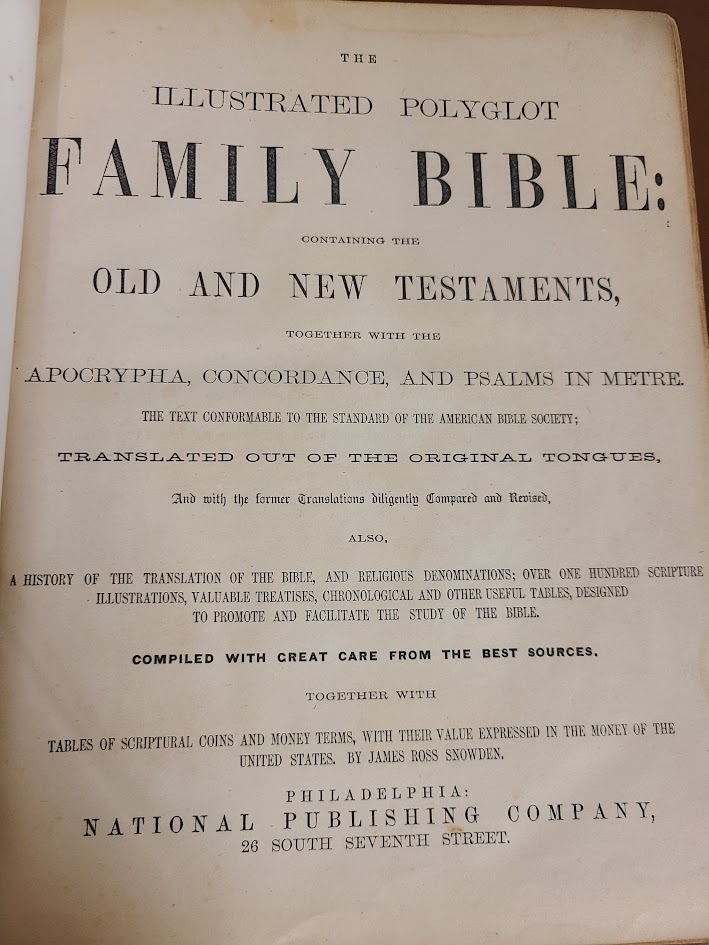 THE
ILLUSTRATED POLYGLOT
FAMILY BIBLE:
CONTAINING THE
OLD AND NEW TESTAMENTS,
TOGETHER WITH THE
APOCRYPHA, CONCORDANCE, AND PSALMS IN METRE.
THE TEXT CONFORMABLE TO THE STANDARD OF THE AMERICAN BIBLE SOCIETY;
TRANSLATED OUT OF THE ORIGINAL TONGUES,
And with the former Translations diligently Compared and Revised,
ALSO,
A HISTORY OF THE TRANSLATION OF THE BIBLE, AND RELIGIOUS DENOMINATIONS; OVER ONE HUNDRED SCRIPTURE
ILLUSTRATIONS, VALUABLE TREATISES, CHRONOLOGICAL AND OTHER USEFUL TABLES, DESIGNED
TO PROMOTE AND FACILITATE THE STUDY OF THE BIBLE.
COMPILED WITH GREAT CARE FROM THE BEST SOURCES.
TOGETHER WITH
TABLES OF SCRIPTURAL COINS AND MONEY TERMS, WITH THEIR VALUE EXPRESSED IN THE MONEY OF THE
UNITED STATES. BY JAMES ROSS SNOWDEN.
PHILADELPHIA:
NATIONAL PUBLISHING COMPANY,
26 SOUTH SEVENTH STREET.